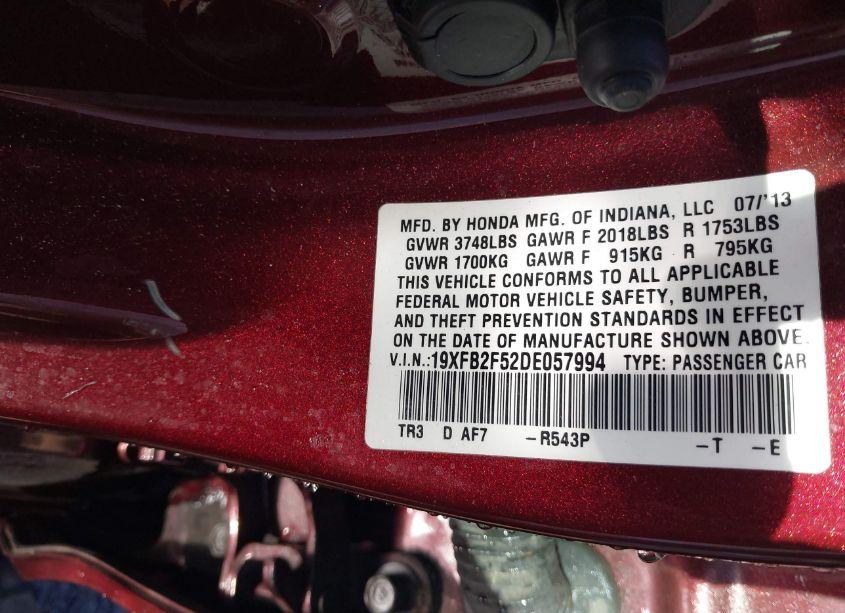 MFD. BY HONDA MFG. OF INDIANA, LLC 07/'13
GVWR 3748LBS GAWR F 2018LBS R 1753LBS
GVWR 1700KG GAWR F 915KG R 795KG
THIS VEHICLE CONFORMS TO ALL APPLICABLE
FEDERAL MOTOR VEHICLE SAFETY, BUMPER,
AND THEFT PREVENTION STANDARDS IN EFFECT
ON THE DATE OF MANUFACTURE SHOWN ABOVE.
V.I.N.:19XFB2F52DE057994 TYPE: PASSENGER CAR
TR3 D AF7 -R543P -T -E